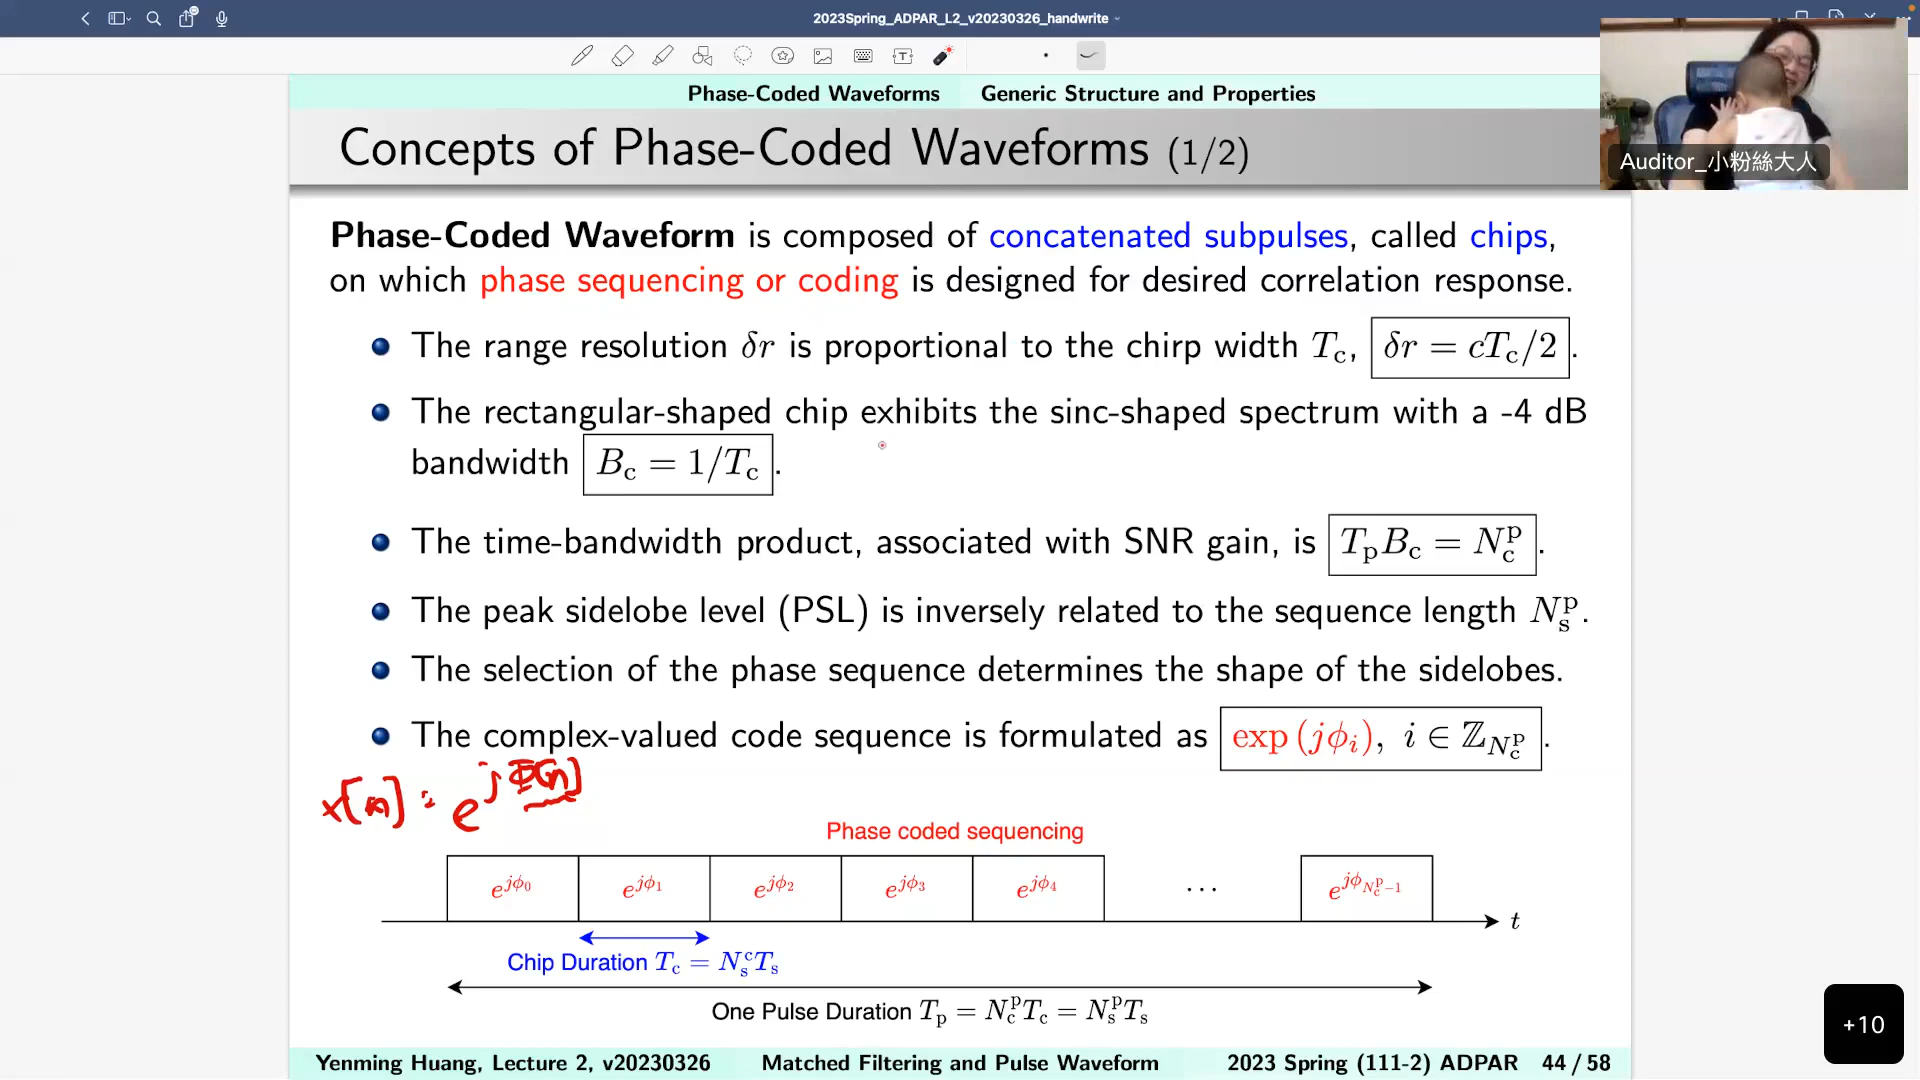 2023Spring_ADPAR_L2_v20230326_handwrite
Phase-Coded Waveforms Generic Structure and Properties
Concepts of Phase-Coded Waveforms (1/2)
Auditor_小粉絲大人
Phase-Coded Waveform is composed of concatenated subpulses, called chips,
on which phase sequencing or coding is designed for desired correlation response.
The range resolution δr is proportional to the chirp width T_c, δr = cT_c/2.
The rectangular-shaped chip exhibits the sinc-shaped spectrum with a -4 dB
bandwidth B_c = 1/T_c.
The time-bandwidth product, associated with SNR gain, is T_pB_c = N_c^p.
The peak sidelobe level (PSL) is inversely related to the sequence length N_s^p.
The selection of the phase sequence determines the shape of the sidelobes.
The complex-valued code sequence is formulated as exp(jϕ_i), i ∈ ℤ_{N_c^p}.
x[n] = e^{jΦ[n]}
Phase coded sequencing
e^{jϕ_0} e^{jϕ_1} e^{jϕ_2} e^{jϕ_3} e^{jϕ_4} ... e^{jϕ_{N_c^p−1}}
t
Chip Duration T_c = N_s^cT_s
One Pulse Duration T_p = N_c^pT_c = N_s^pT_s
+10
Yenming Huang, Lecture 2, v20230326 Matched Filtering and Pulse Waveform 2023 Spring (111-2) ADPAR 44 / 58